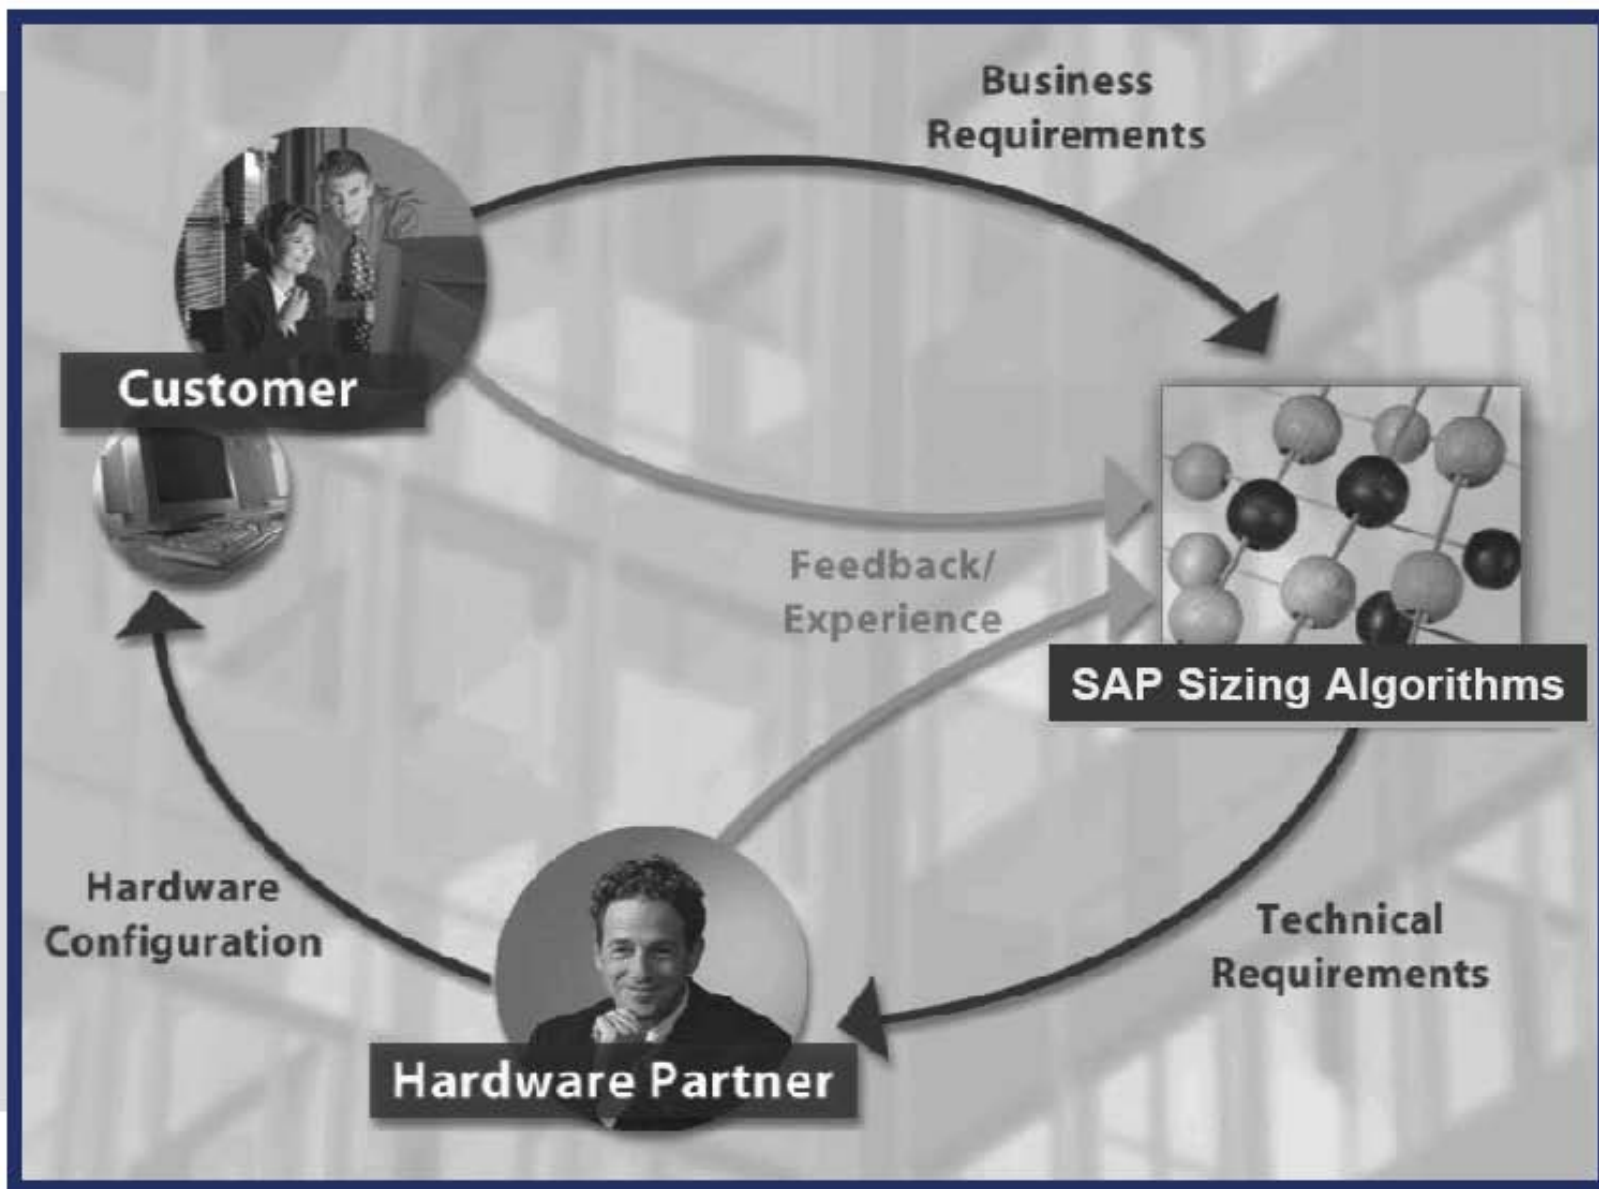 Business
Requirements
Customer
Feedback/
Experience
SAP Sizing Algorithms
Hardware
Configuration
Technical
Requirements
Hardware Partner